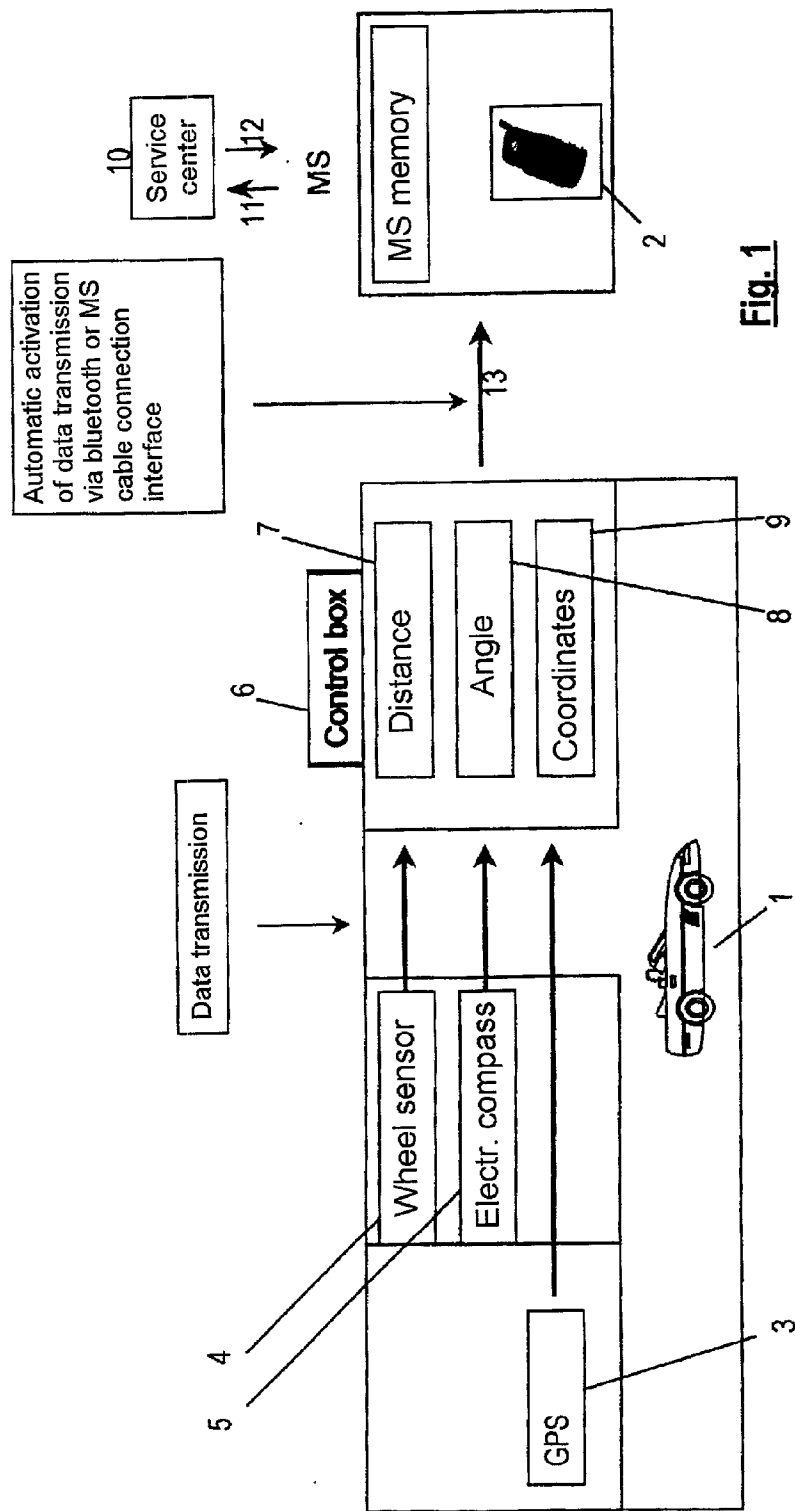 Data transmission
Automatic activation
of data transmission
via bluetooth or MS
cable connection
interface
10
Service
center
11
12
MS
4
5
6
Control box
7
Wheel sensor
Distance
MS memory
Electr. compass
Angle
13
GPS
Coordinates
2
3
1
8
9
Fig. 1